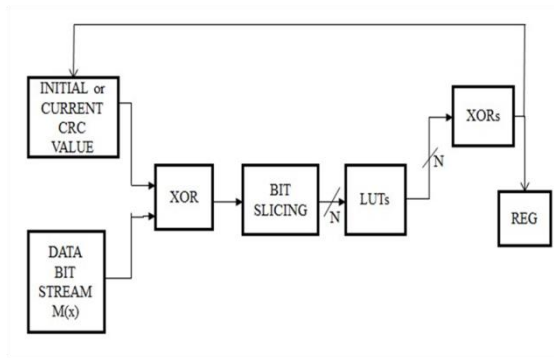 INITIAL or
CURRENT
CRC
VALUE
XORs
N
XOR
BIT
SLICING
N
LUTs
REG
DATA
BIT
STREAM
M(x)